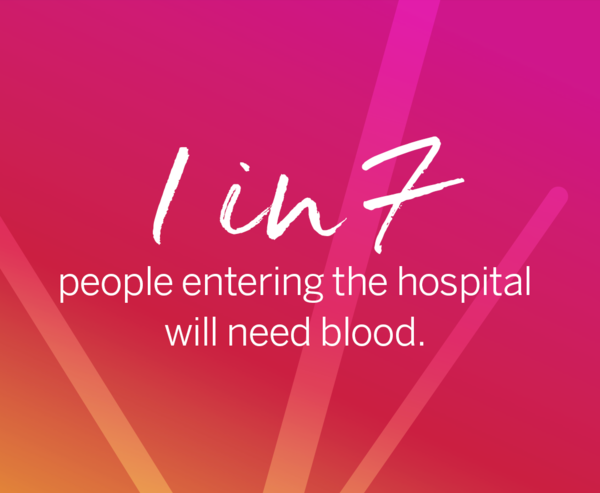 1 in 7
people entering the hospital
will need blood.